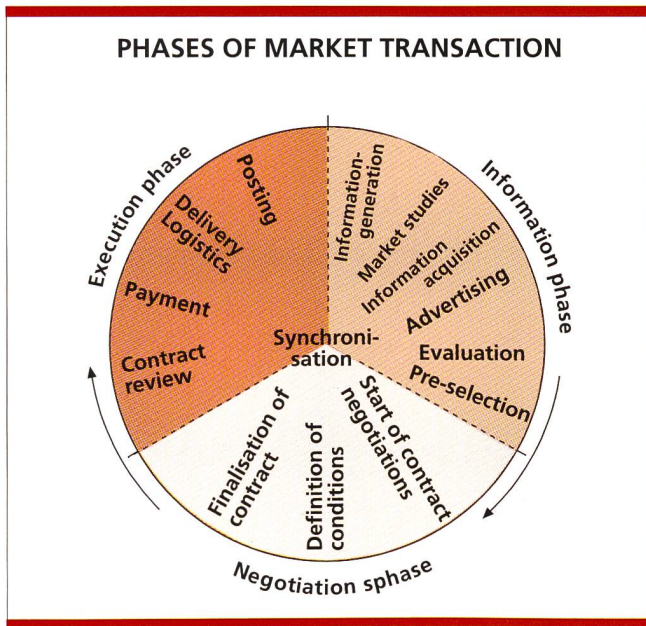 PHASES OF MARKET TRANSACTION
Information phase
Information-
generation
Market studies
Information
acquisition
Advertising
Evaluation
Pre-selection
Negotiation sphase
Start of contract
negotiations
Definition of
conditions
Finalisation of
contract
Execution phase
Contract
review
Payment
Delivery
Logistics
Posting
Synchroni-
sation